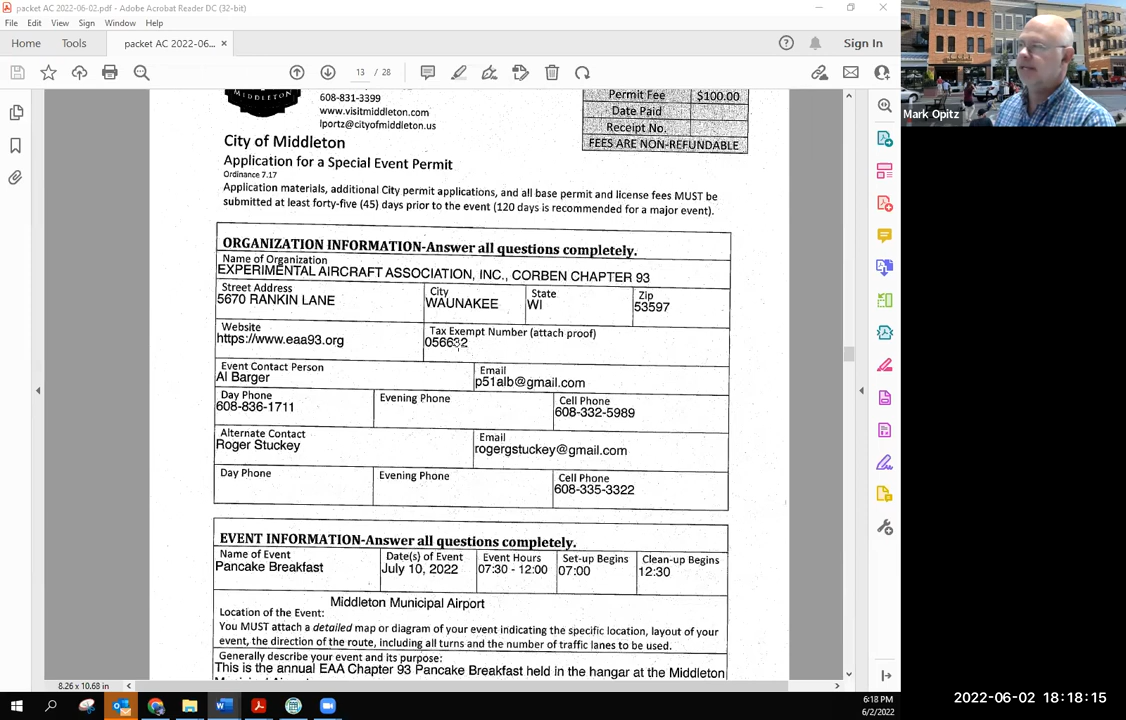 packet AC 2022-06-02.pdf - Adobe Acrobat Reader DC (32-bit)
File Edit View Sign Window Help
Home Tools packet AC 2022-06... × Sign In
13 / 28
Mark Opitz
MIDDLETON
608-831-3399
www.visitmiddleton.com
lportz@cityofmiddleton.us
Permit Fee $100.00
Date Paid
Receipt No.
FEES ARE NON-REFUNDABLE
City of Middleton
Application for a Special Event Permit
Ordinance 7.17
Application materials, additional City permit applications, and all base permit and license fees MUST be
submitted at least forty-five (45) days prior to the event (120 days is recommended for a major event).
ORGANIZATION INFORMATION-Answer all questions completely.
Name of Organization
EXPERIMENTAL AIRCRAFT ASSOCIATION, INC., CORBEN CHAPTER 93
Street Address City State Zip
5670 RANKIN LANE WAUNAKEE WI 53597
Website Tax Exempt Number (attach proof)
https://www.eaa93.org 056632
Event Contact Person Email
Al Barger p51alb@gmail.com
Day Phone Evening Phone Cell Phone
608-836-1711 608-332-5989
Alternate Contact Email
Roger Stuckey rogergstuckey@gmail.com
Day Phone Evening Phone Cell Phone
608-335-3322
EVENT INFORMATION-Answer all questions completely.
Name of Event Date(s) of Event Event Hours Set-up Begins Clean-up Begins
Pancake Breakfast July 10, 2022 07:30 - 12:00 07:00 12:30
Middleton Municipal Airport
Location of the Event:
You MUST attach a detailed map or diagram of your event indicating the specific location, layout of your
event, the direction of the route, including all turns and the number of traffic lanes to be used.
Generally describe your event and its purpose:
This is the annual EAA Chapter 93 Pancake Breakfast held in the hangar at the Middleton
8.26 x 10.68 in
6:18 PM
6/2/2022
2022-06-02 18:18:15